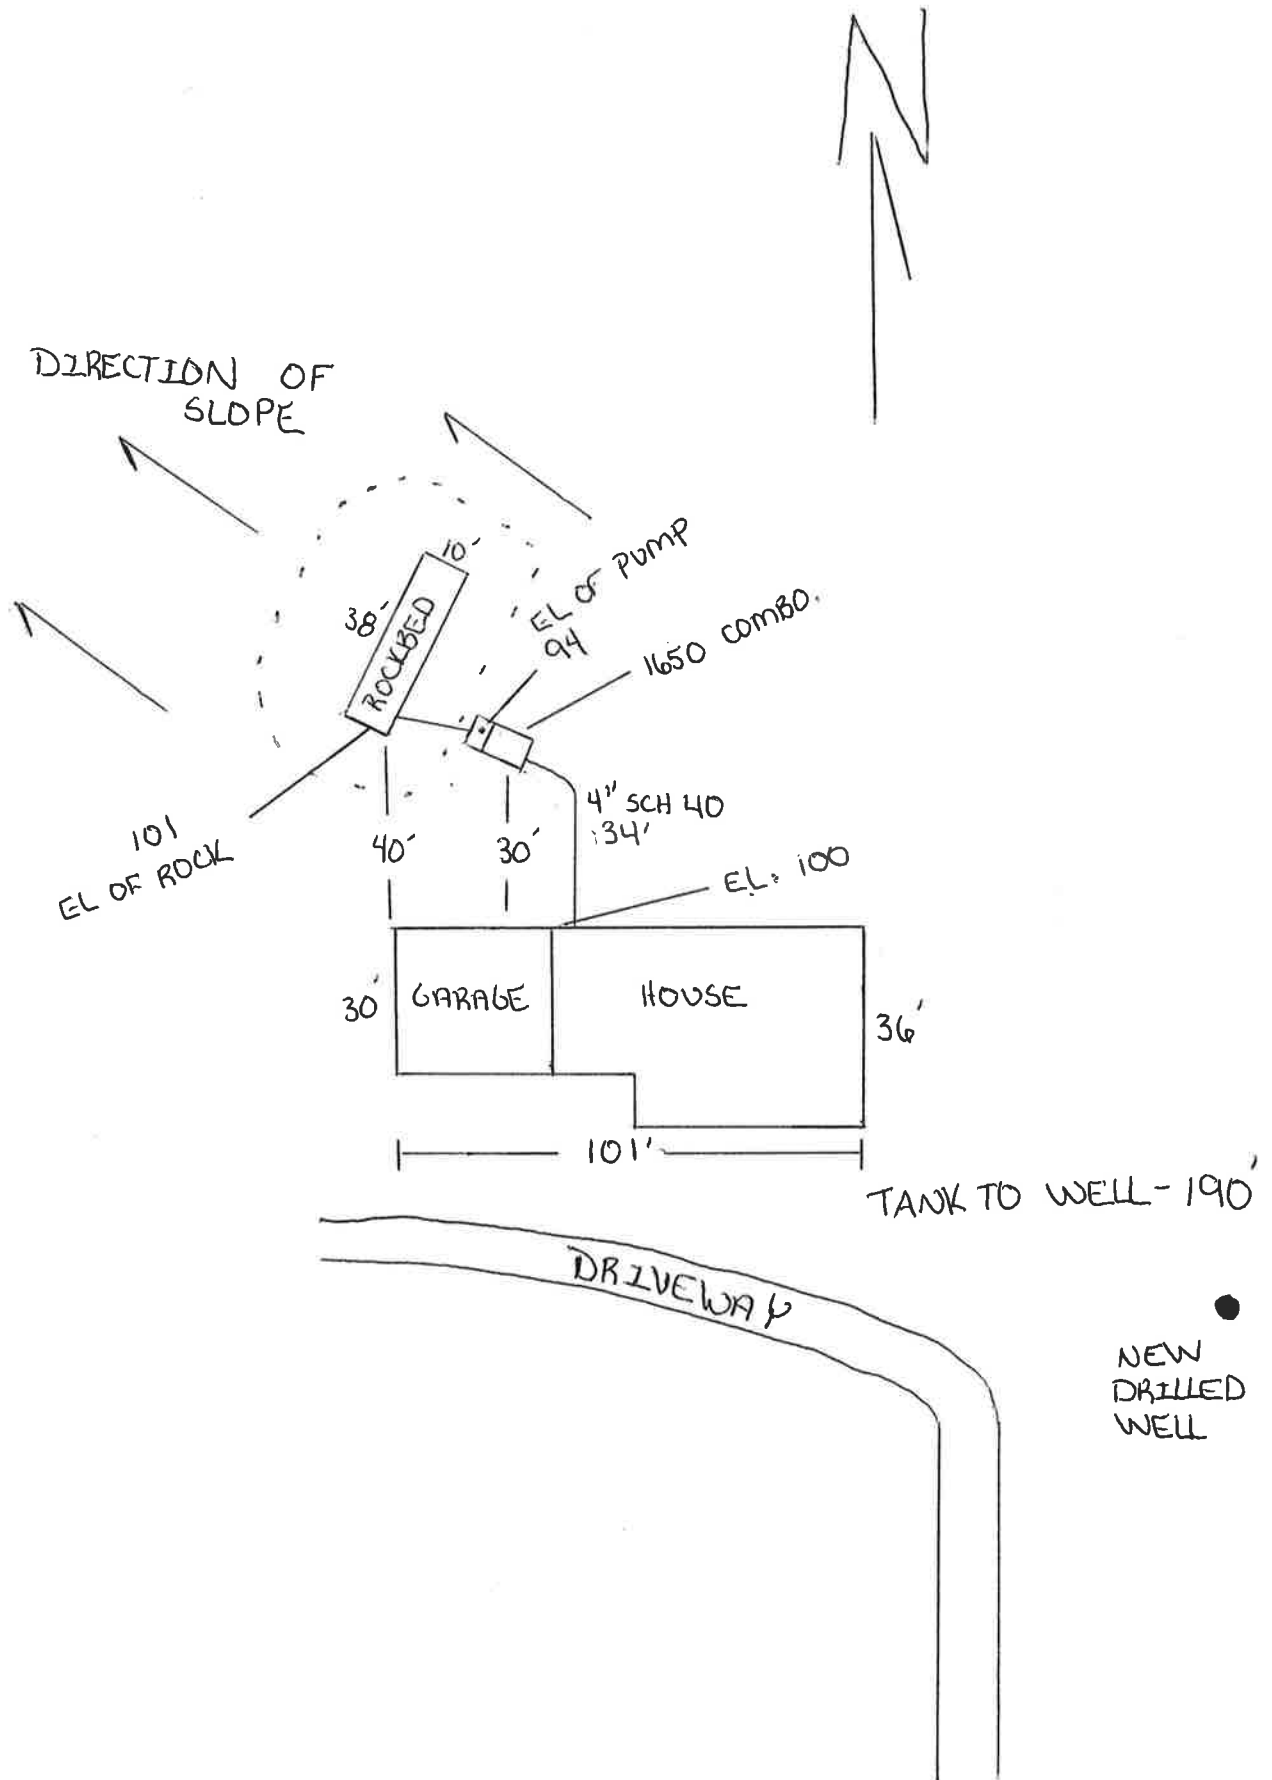 N
DIRECTION OF
SLOPE
10'
38'
ROCKBED
EL OF PUMP
94
1650 COMBO.
4" SCH 40
34'
101
EL OF ROCK
40'
30'
EL. 100
30'
GARAGE
HOUSE
36'
101'
TANK TO WELL - 190'
DRIVEWAY
NEW
DRILLED
WELL